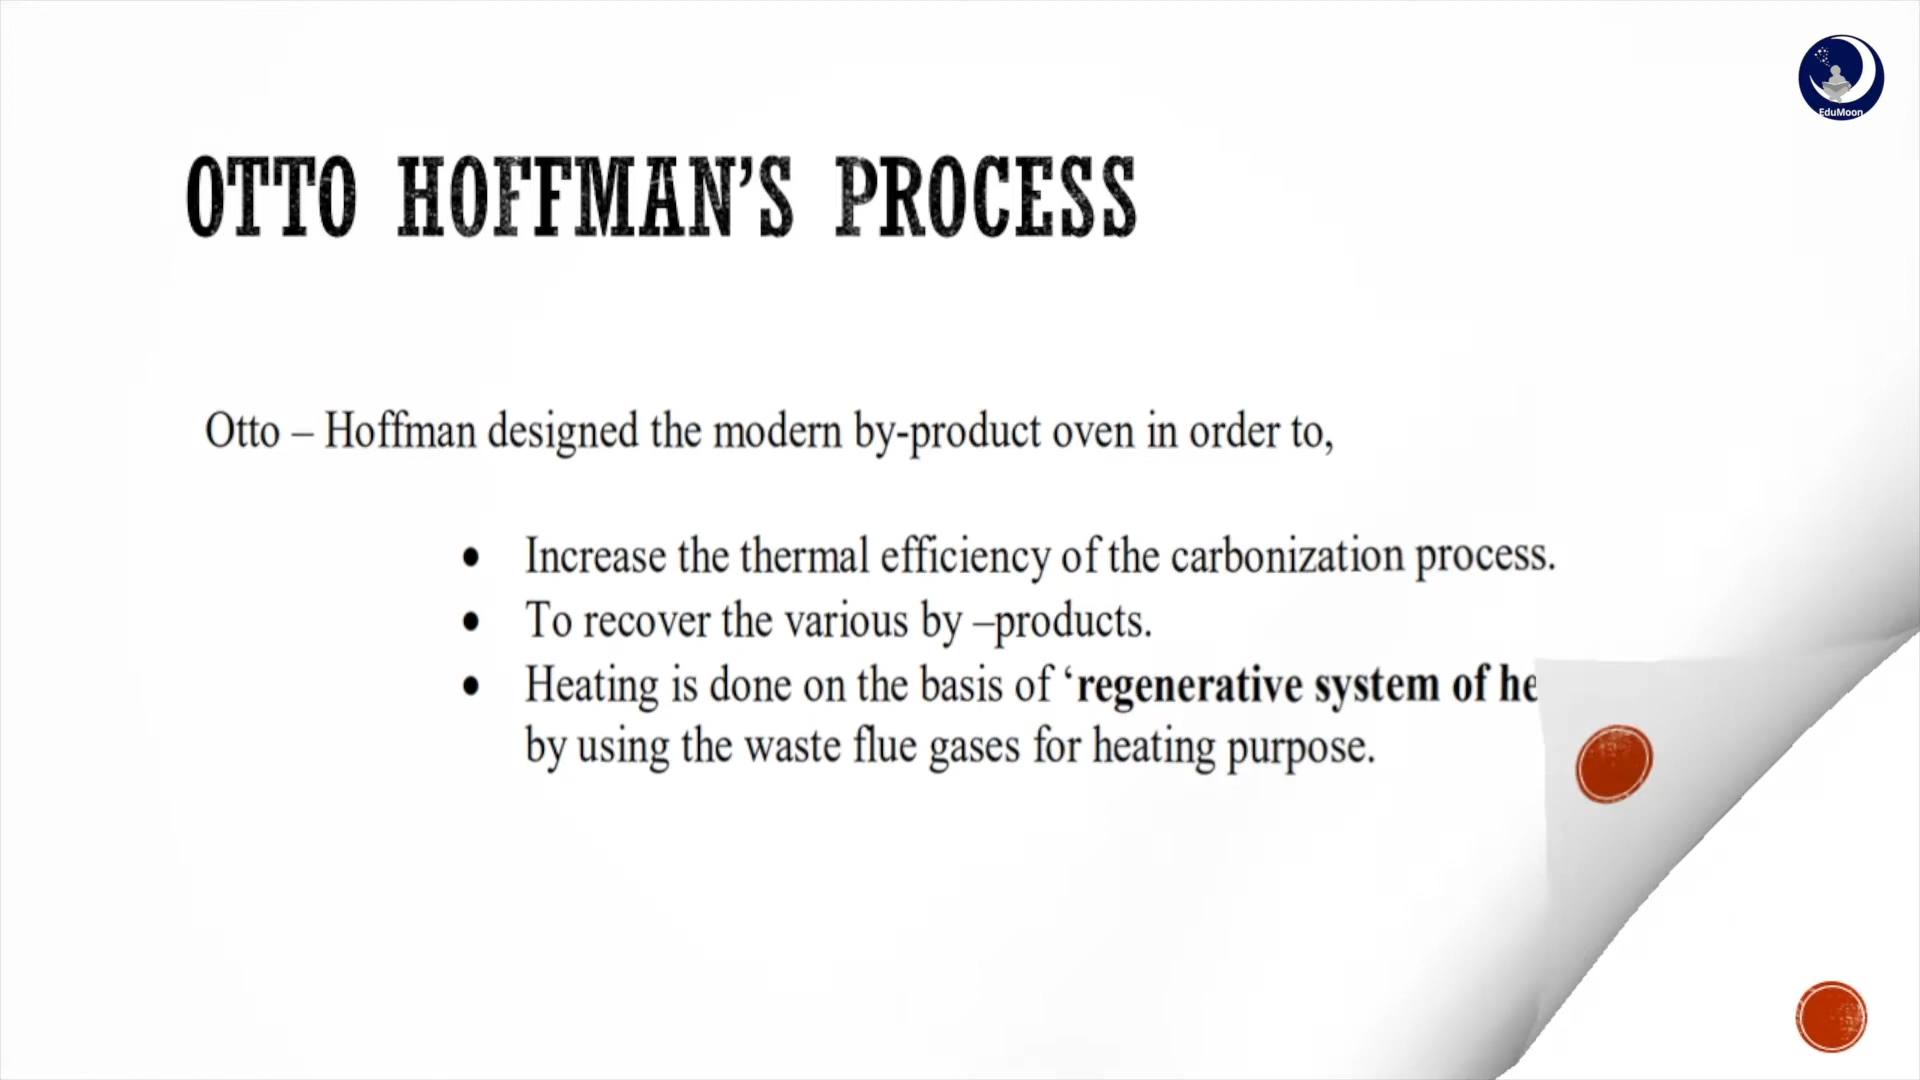 EduMoon
OTTO HOFFMAN’S PROCESS
Otto – Hoffman designed the modern by-product oven in order to,
• Increase the thermal efficiency of the carbonization process.
• To recover the various by –products.
• Heating is done on the basis of ‘regenerative system of he
by using the waste flue gases for heating purpose.